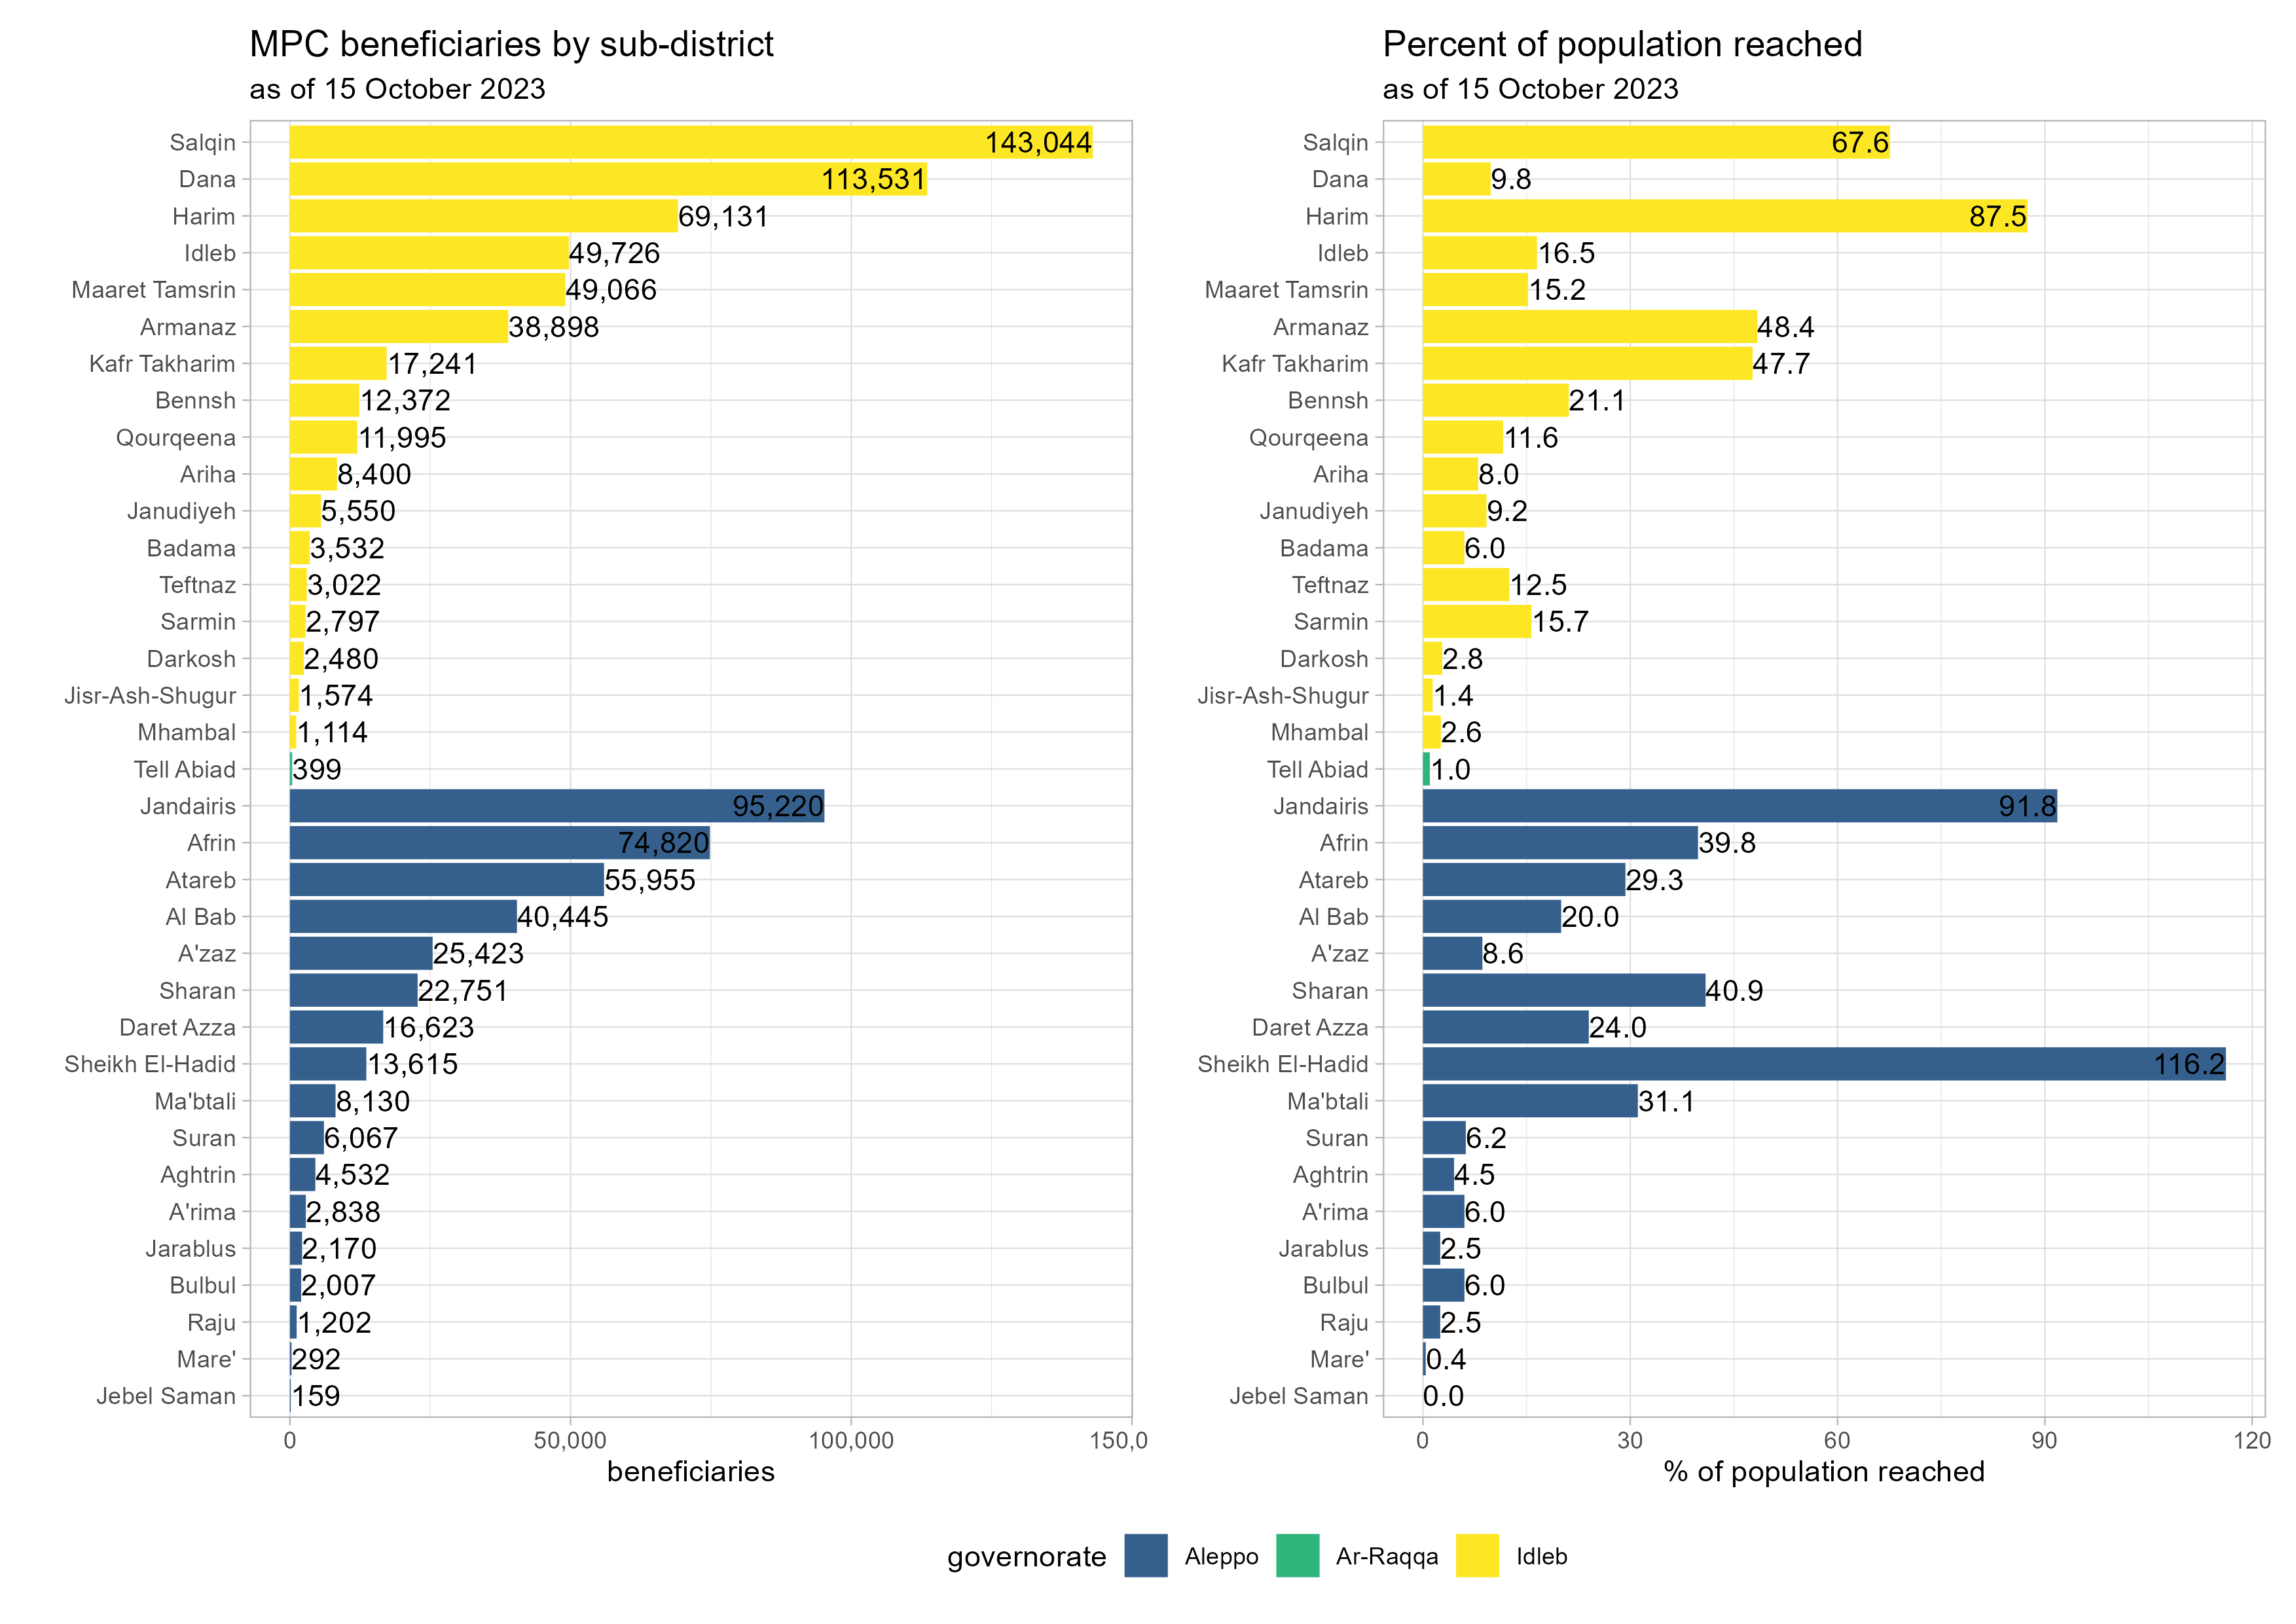 MPC beneficiaries by sub-district
as of 15 October 2023
Salqin 143,044
Dana 113,531
Harim 69,131
Idleb 49,726
Maaret Tamsrin 49,066
Armanaz 38,898
Kafr Takharim 17,241
Bennsh 12,372
Qourqeena 11,995
Ariha 8,400
Janudiyeh 5,550
Badama 3,532
Teftnaz 3,022
Sarmin 2,797
Darkosh 2,480
Jisr-Ash-Shugur 1,574
Mhambal 1,114
Tell Abiad 399
Jandairis 95,220
Afrin 74,820
Atareb 55,955
Al Bab 40,445
A'zaz 25,423
Sharan 22,751
Daret Azza 16,623
Sheikh El-Hadid 13,615
Ma'btali 8,130
Suran 6,067
Aghtrin 4,532
A'rima 2,838
Jarablus 2,170
Bulbul 2,007
Raju 1,202
Mare' 292
Jebel Saman 159
0 50,000 100,000 150,0
beneficiaries
Percent of population reached
as of 15 October 2023
Salqin 67.6
Dana 9.8
Harim 87.5
Idleb 16.5
Maaret Tamsrin 15.2
Armanaz 48.4
Kafr Takharim 47.7
Bennsh 21.1
Qourqeena 11.6
Ariha 8.0
Janudiyeh 9.2
Badama 6.0
Teftnaz 12.5
Sarmin 15.7
Darkosh 2.8
Jisr-Ash-Shugur 1.4
Mhambal 2.6
Tell Abiad 1.0
Jandairis 91.8
Afrin 39.8
Atareb 29.3
Al Bab 20.0
A'zaz 8.6
Sharan 40.9
Daret Azza 24.0
Sheikh El-Hadid 116.2
Ma'btali 31.1
Suran 6.2
Aghtrin 4.5
A'rima 6.0
Jarablus 2.5
Bulbul 6.0
Raju 2.5
Mare' 0.4
Jebel Saman 0.0
0 30 60 90 120
% of population reached
governorate Aleppo Ar-Raqqa Idleb